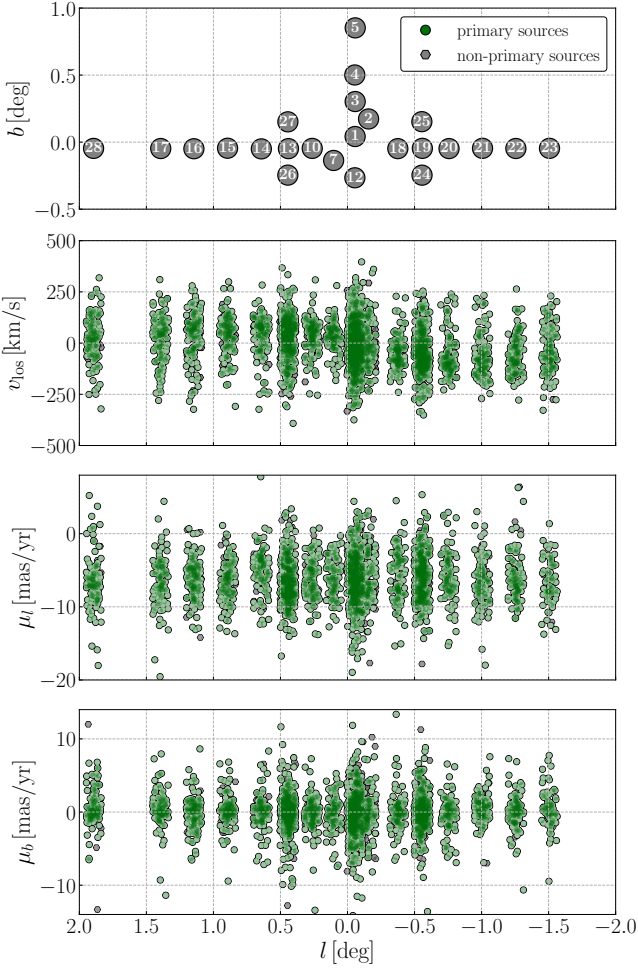 1.0
5
primary sources
non-primary sources
0.5
4
3
27 2 25
b [deg]
1
0.0
28 17 16 15 14 13 10 7 18 19 20 21 22 23
26 12 24
−0.5
500
250
0
−250
−500
v_los [km/s]
0
−10
−20
μ_l [mas/yr]
10
0
−10
μ_b [mas/yr]
2.0 1.5 1.0 0.5 0.0 −0.5 −1.0 −1.5 −2.0
l [deg]